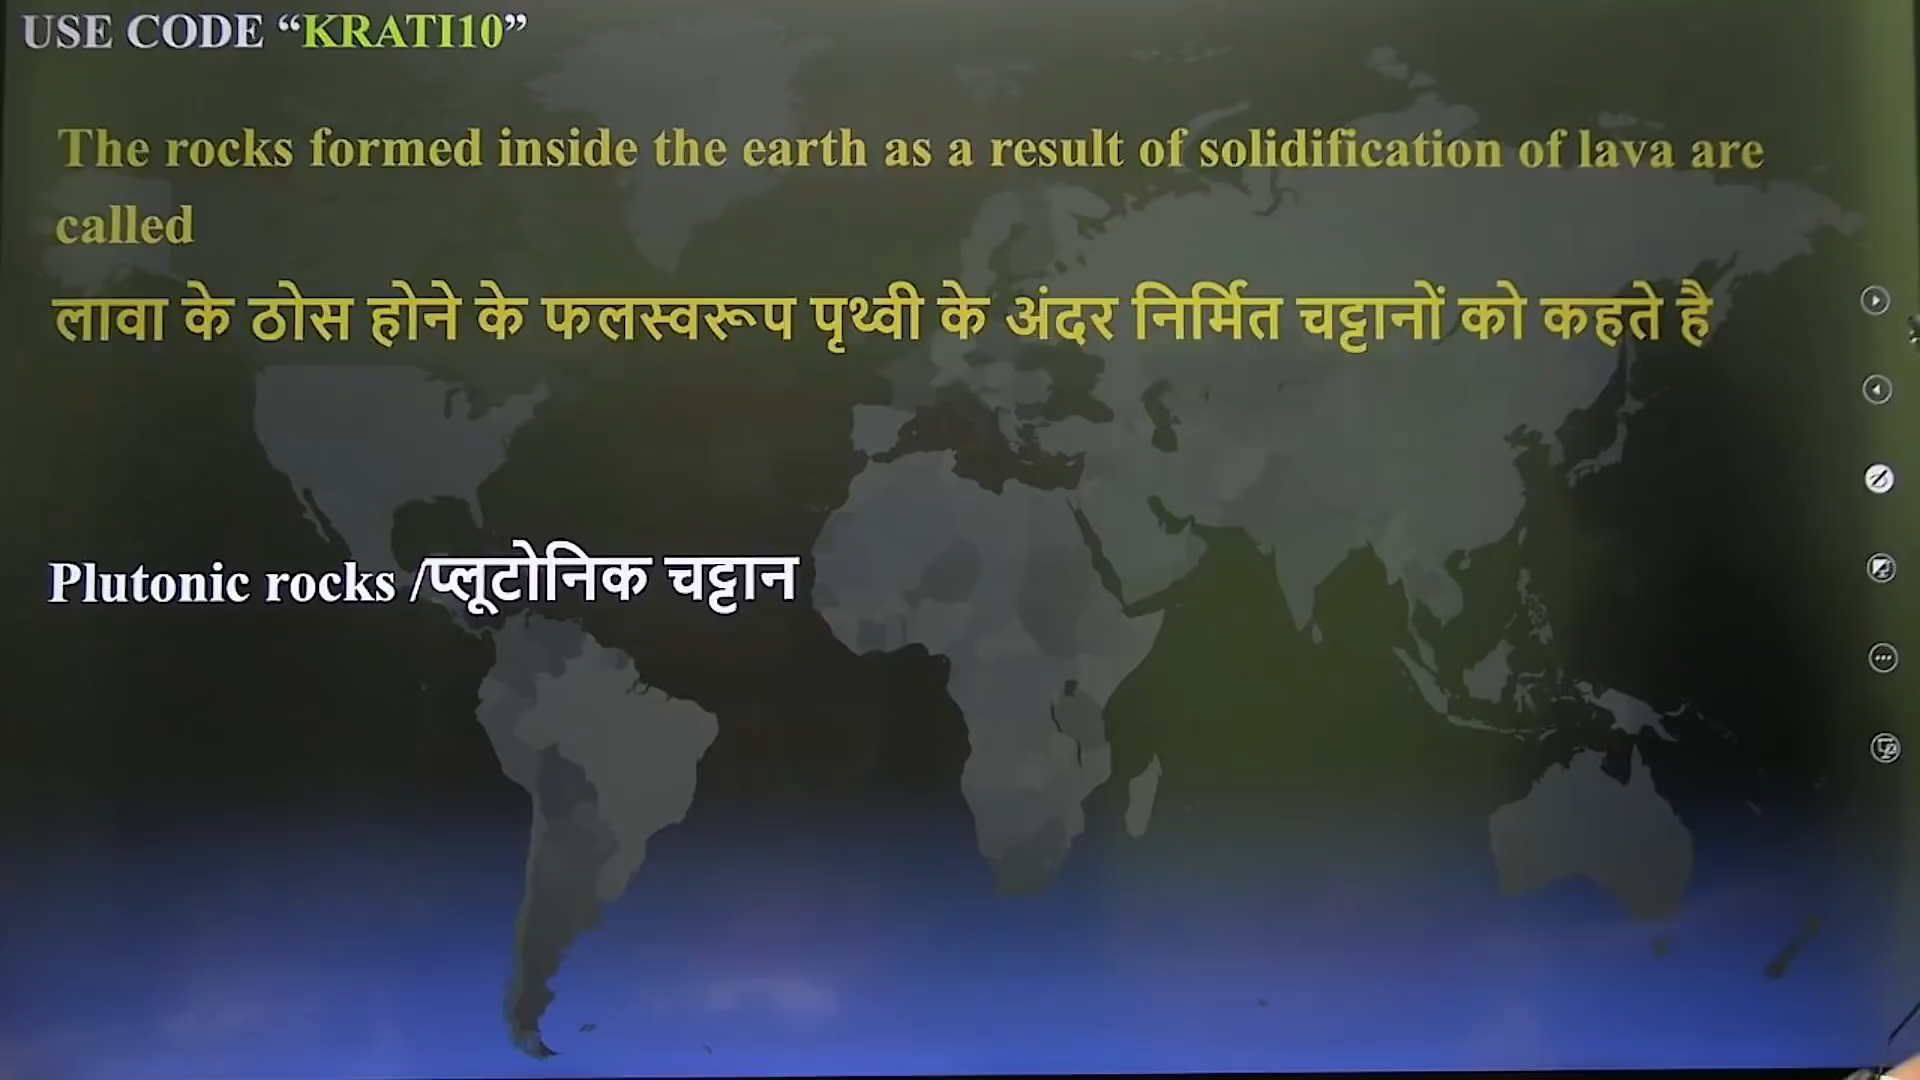 USE CODE “KRATI10”
The rocks formed inside the earth as a result of solidification of lava are
called
लावा के ठोस होने के फलस्वरूप पृथ्वी के अंदर निर्मित चट्टानों को कहते है
Plutonic rocks /प्लूटोनिक चट्टान